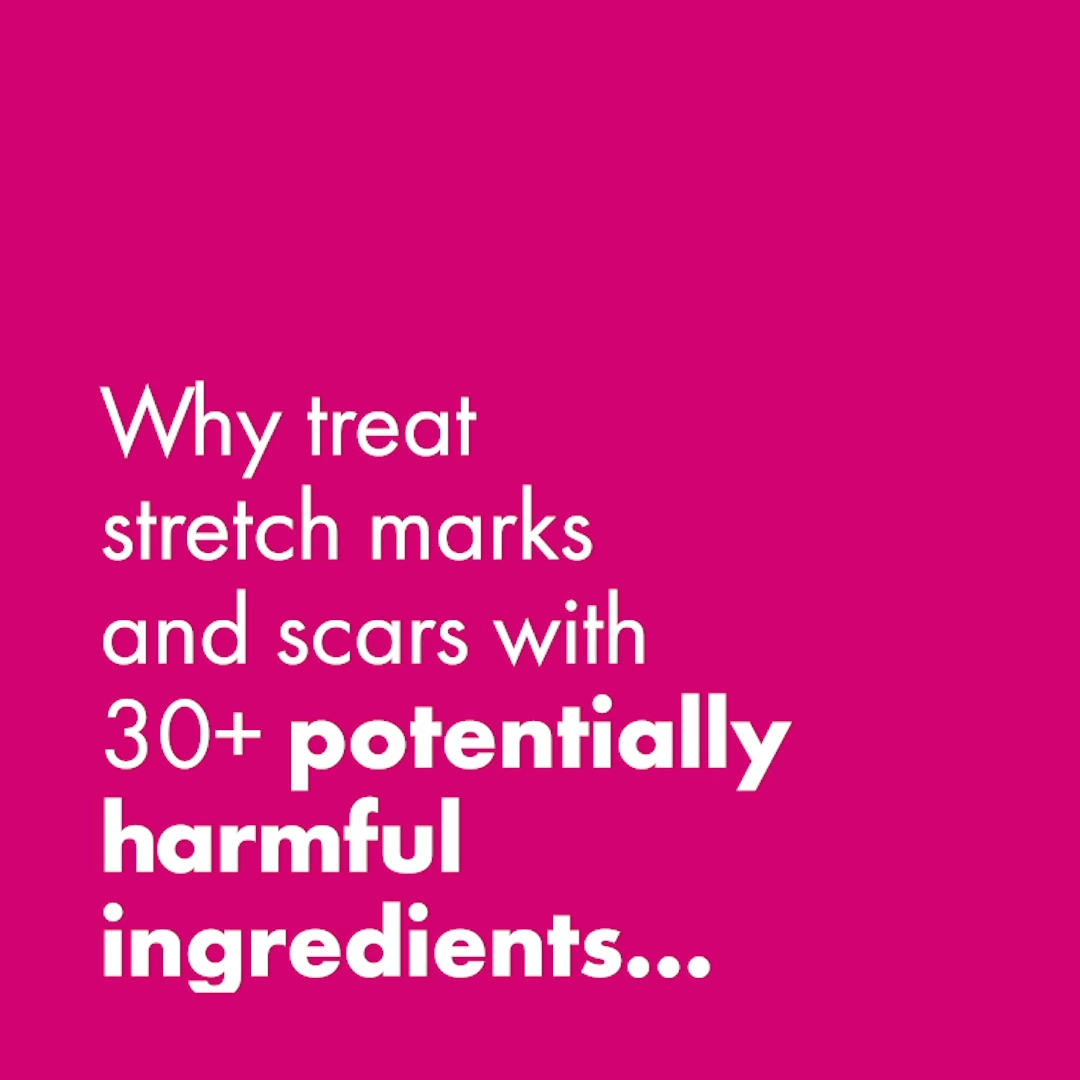 Why treat
stretch marks
and scars with
30+ potentially
harmful
ingredients...